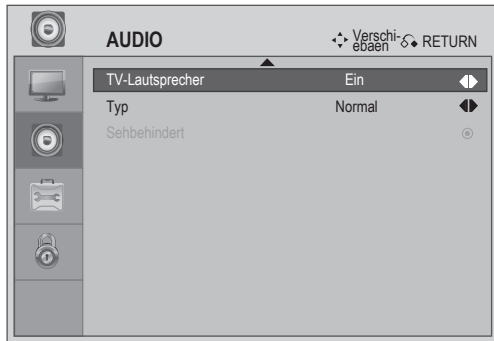 AUDIO
Verschi-
ebaen
RETURN
TV-Lautsprecher Ein
Typ Normal
Sehbehindert